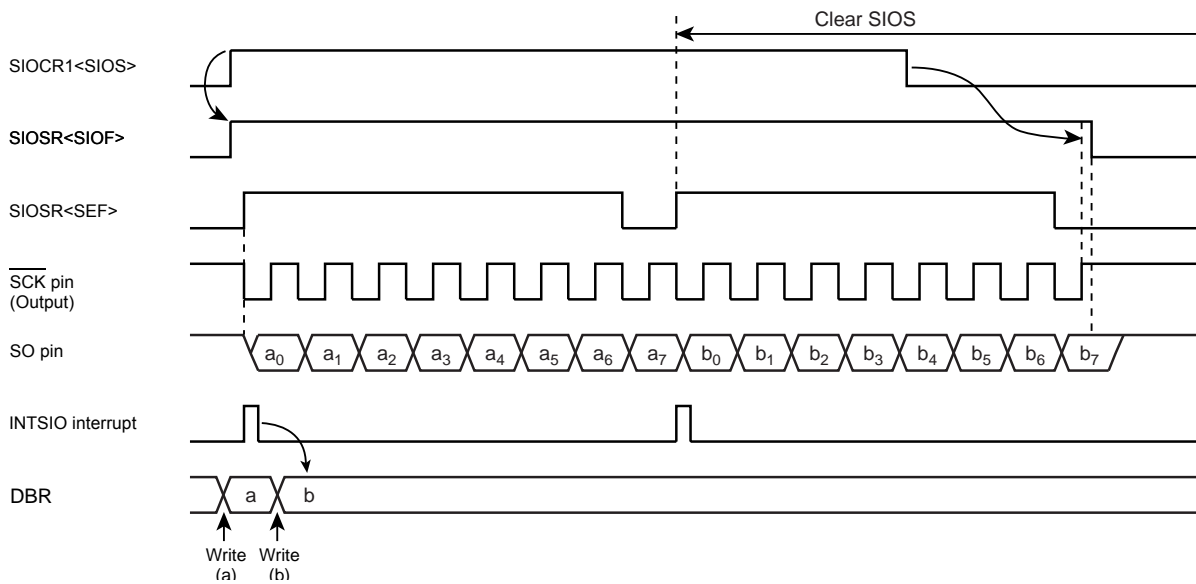 Clear SIOS
SIOCR1<SIOS>
SIOSR<SIOF>
SIOSR<SEF>
SCK pin
(Output)
SO pin
a0 a1 a2 a3 a4 a5 a6 a7 b0 b1 b2 b3 b4 b5 b6 b7
INTSIO interrupt
DBR
a b
Write Write
(a) (b)